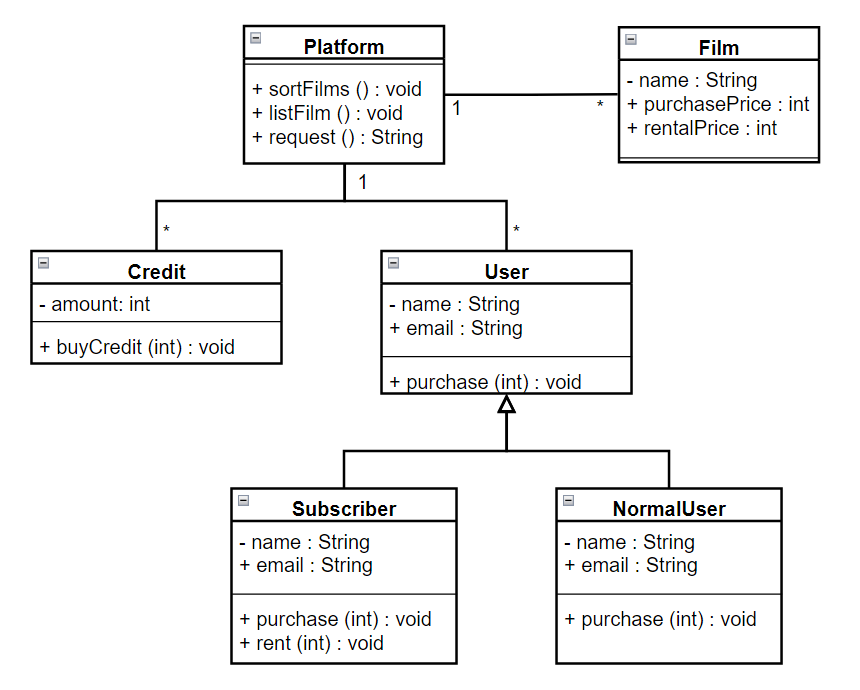 Platform
+ sortFilms () : void
+ listFilm () : void
+ request () : String
Film
- name : String
+ purchasePrice : int
+ rentalPrice : int
1
*
1
*
*
Credit
- amount: int
+ buyCredit (int) : void
User
- name : String
+ email : String
+ purchase (int) : void
Subscriber
- name : String
+ email : String
+ purchase (int) : void
+ rent (int) : void
NormalUser
- name : String
+ email : String
+ purchase (int) : void